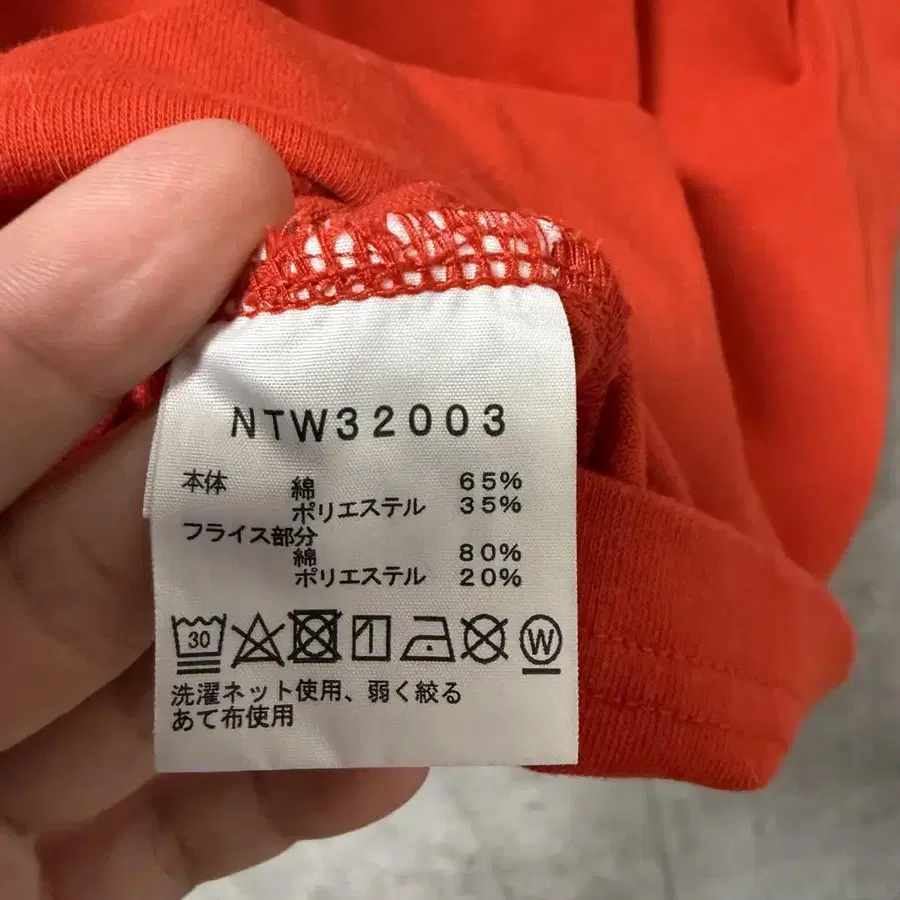 NTW32003
本体 綿 65%
ポリエステル 35%
フライス部分
綿 80%
ポリエステル 20%
30 W
洗濯ネット使用、弱く絞る
あて布使用